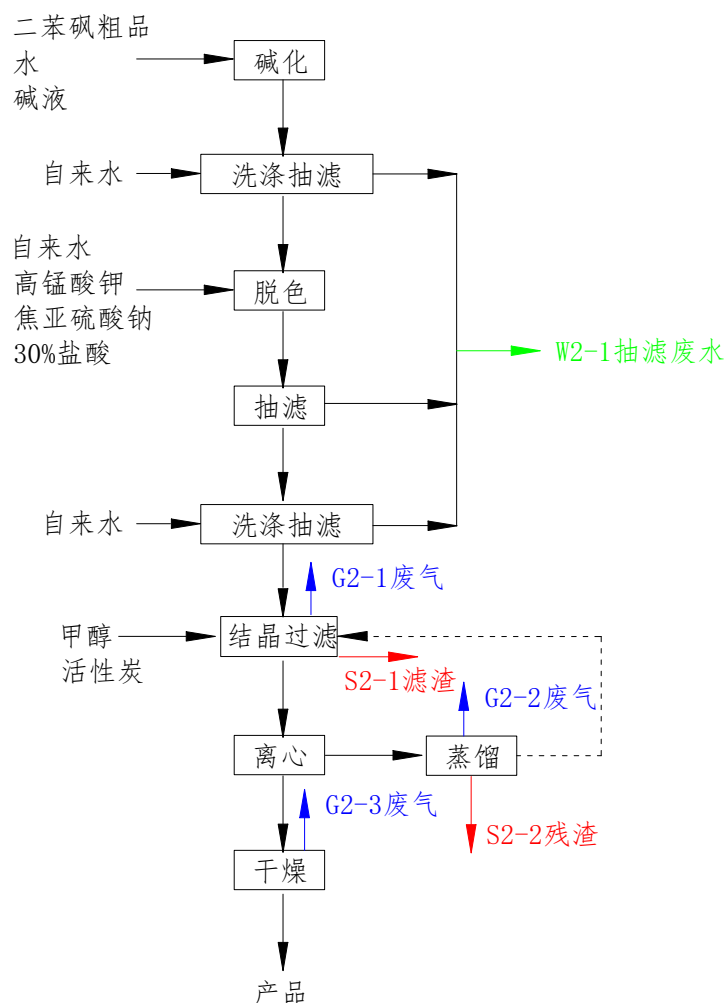 二苯砜粗品
水
碱液
碱化
自来水
洗涤抽滤
自来水
高锰酸钾
焦亚硫酸钠
30%盐酸
脱色
W2-1抽滤废水
抽滤
自来水
洗涤抽滤
G2-1废气
甲醇
活性炭
结晶过滤
S2-1滤渣
G2-2废气
离心
蒸馏
G2-3废气
S2-2残渣
干燥
产品